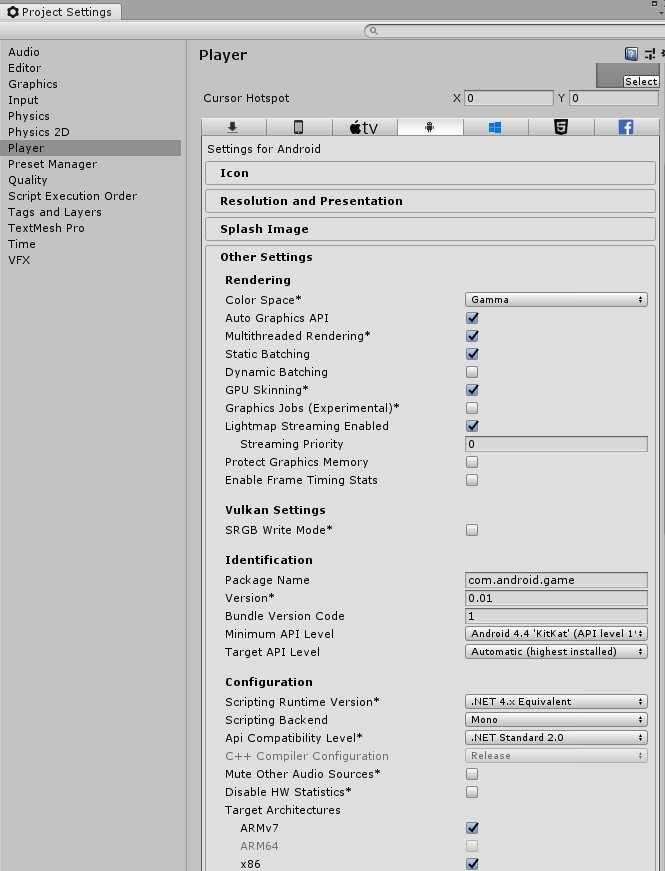 Project Settings
Audio
Editor
Graphics
Input
Physics
Physics 2D
Player
Preset Manager
Quality
Script Execution Order
Tags and Layers
TextMesh Pro
Time
VFX
Player
Select
Cursor Hotspot X 0 Y 0
tv
Settings for Android
Icon
Resolution and Presentation
Splash Image
Other Settings
Rendering
Color Space* Gamma
Auto Graphics API
Multithreaded Rendering*
Static Batching
Dynamic Batching
GPU Skinning*
Graphics Jobs (Experimental)*
Lightmap Streaming Enabled
Streaming Priority 0
Protect Graphics Memory
Enable Frame Timing Stats
Vulkan Settings
SRGB Write Mode*
Identification
Package Name com.android.game
Version* 0.01
Bundle Version Code 1
Minimum API Level Android 4.4 'KitKat' (API level 1
Target API Level Automatic (highest installed)
Configuration
Scripting Runtime Version* .NET 4.x Equivalent
Scripting Backend Mono
Api Compatibility Level* .NET Standard 2.0
C++ Compiler Configuration Release
Mute Other Audio Sources*
Disable HW Statistics*
Target Architectures
ARMv7
ARM64
x86